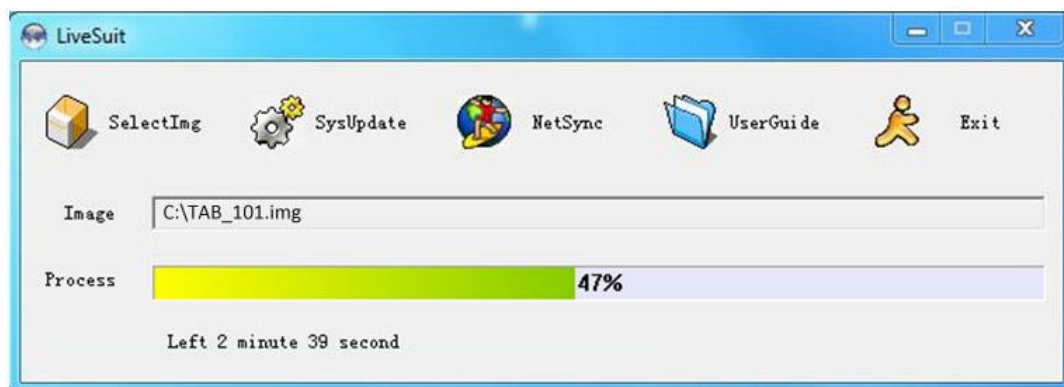 LiveSuit
SelectImg SysUpdate NetSync UserGuide Exit
Image C:\TAB_101.img
Process 47%
Left 2 minute 39 second